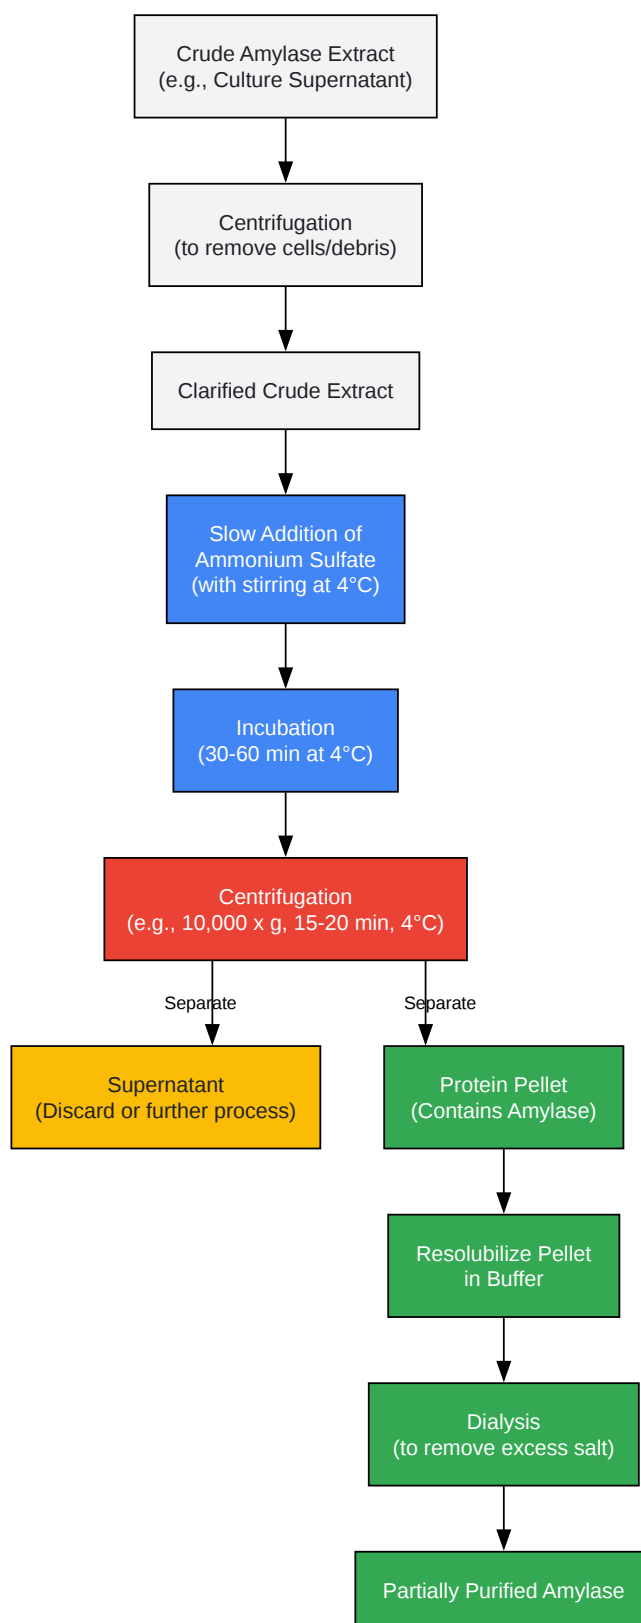 Crude Amylase Extract
(e.g., Culture Supernatant)
Centrifugation
(to remove cells/debris)
Clarified Crude Extract
Slow Addition of
Ammonium Sulfate
(with stirring at 4°C)
Incubation
(30-60 min at 4°C)
Centrifugation
(e.g., 10,000 x g, 15-20 min, 4°C)
Separate
Separate
Supernatant
(Discard or further process)
Protein Pellet
(Contains Amylase)
Resolubilize Pellet
in Buffer
Dialysis
(to remove excess salt)
Partially Purified Amylase